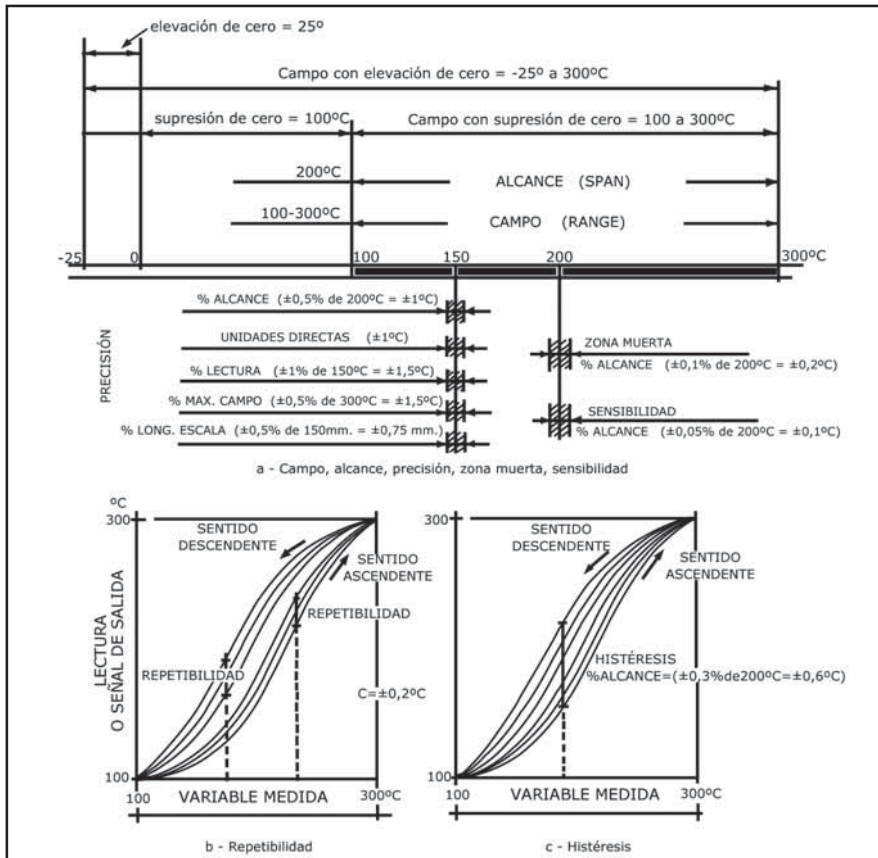 elevación de cero = 25º
Campo con elevación de cero = -25º a 300ºC
supresión de cero = 100ºC
Campo con supresión de cero = 100 a 300ºC
200ºC
ALCANCE (SPAN)
100-300ºC
CAMPO (RANGE)
-25 0 100 150 200 300ºC
PRECISIÓN
% ALCANCE (±0,5% de 200ºC = ±1ºC)
UNIDADES DIRECTAS (±1ºC)
% LECTURA (±1% de 150ºC = ±1,5ºC)
% MAX. CAMPO (±0,5% de 300ºC = ±1,5ºC)
% LONG. ESCALA (±0,5% de 150mm. = ±0,75 mm.)
ZONA MUERTA
% ALCANCE (±0,1% de 200ºC = ±0,2ºC)
SENSIBILIDAD
% ALCANCE (±0,05% de 200ºC = ±0,1ºC)
a - Campo, alcance, precisión, zona muerta, sensibilidad
ºC
300
SENTIDO
DESCENDENTE
SENTIDO
ASCENDENTE
REPETIBILIDAD
REPETIBILIDAD
C=±0,2ºC
LECTURA
O SEÑAL DE SALIDA
100
100
VARIABLE MEDIDA
300ºC
b - Repetibilidad
300
SENTIDO
DESCENDENTE
SENTIDO
ASCENDENTE
HISTÉRESIS
%ALCANCE=(±0,3%de200ºC=±0,6ºC)
100
100
VARIABLE MEDIDA
300ºC
c - Histéresis